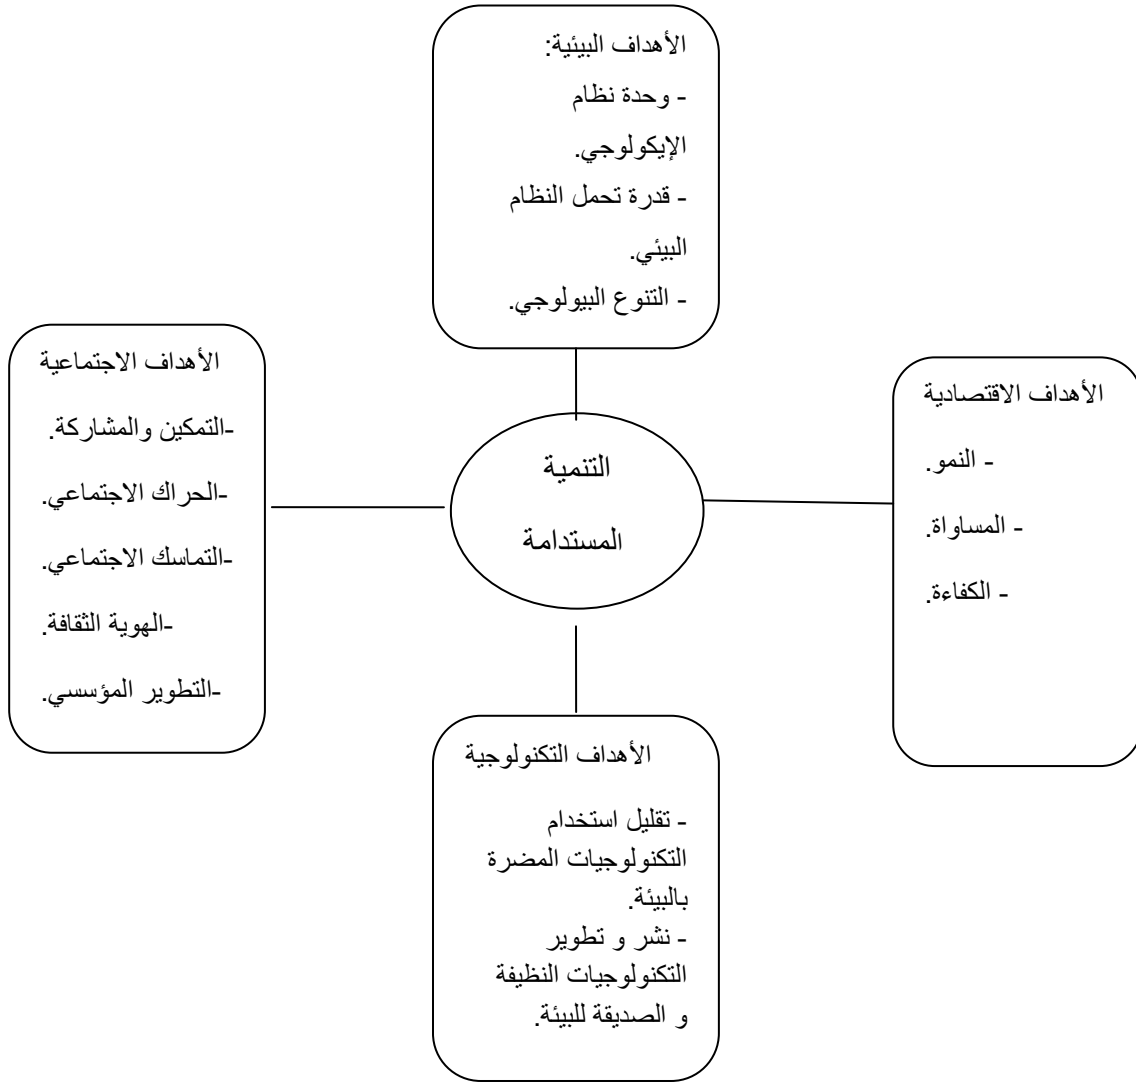 الأهداف البيئية:
- وحدة نظام
الإيكولوجي.
- قدرة تحمل النظام
البيئي.
- التنوع البيولوجي.
الأهداف الاقتصادية
- النمو.
- المساواة.
- الكفاءة.
التنمية
المستدامة
الأهداف الاجتماعية
-التمكين والمشاركة.
-الحراك الاجتماعي.
-التماسك الاجتماعي.
-الهوية الثقافة.
-التطوير المؤسسي.
الأهداف التكنولوجية
- تقليل استخدام
التكنولوجيات المضرة
بالبيئة.
- نشر و تطوير
التكنولوجيات النظيفة
و الصديقة للبيئة.